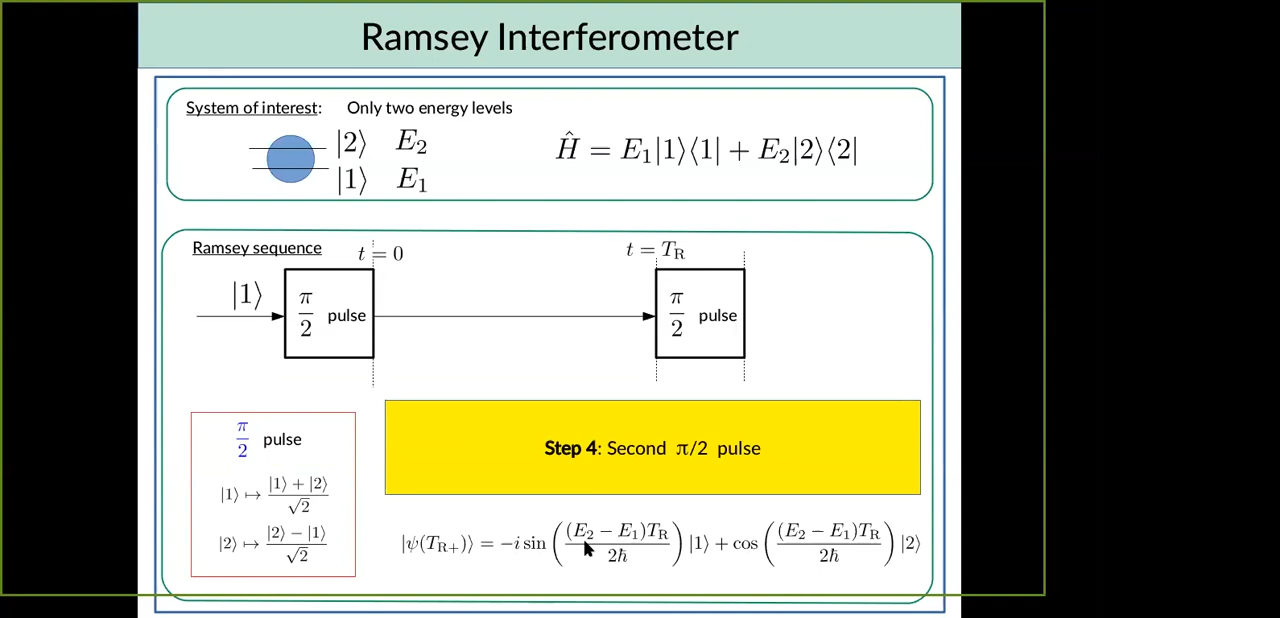 Ramsey Interferometer
System of interest: Only two energy levels
|2⟩ E₂
|1⟩ E₁
Ĥ = E₁|1⟩⟨1| + E₂|2⟩⟨2|
Ramsey sequence
t = 0
t = T_R
|1⟩
π/2 pulse
π/2 pulse
π/2 pulse
|1⟩ ↦ (|1⟩ + |2⟩)/√2
|2⟩ ↦ (|2⟩ − |1⟩)/√2
Step 4: Second π/2 pulse
|ψ(T_R+)⟩ = −i sin((E₂ − E₁)T_R / 2ħ)|1⟩ + cos((E₂ − E₁)T_R / 2ħ)|2⟩